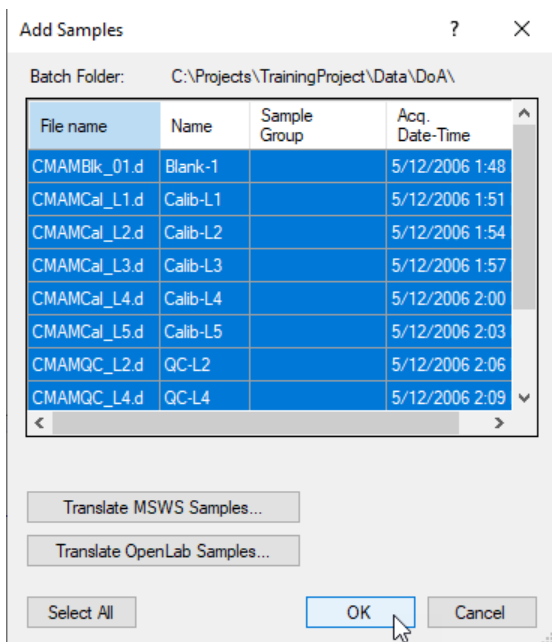 Add Samples
Batch Folder: C:\Projects\TrainingProject\Data\DoA\
File name Name Sample Group Acq. Date-Time
CMAMBlk_01.d Blank-1 5/12/2006 1:48
CMAMCal_L1.d Calib-L1 5/12/2006 1:51
CMAMCal_L2.d Calib-L2 5/12/2006 1:54
CMAMCal_L3.d Calib-L3 5/12/2006 1:57
CMAMCal_L4.d Calib-L4 5/12/2006 2:00
CMAMCal_L5.d Calib-L5 5/12/2006 2:03
CMAMQC_L2.d QC-L2 5/12/2006 2:06
CMAMQC_L4.d QC-L4 5/12/2006 2:09
Translate MSWS Samples...
Translate OpenLab Samples...
Select All OK Cancel